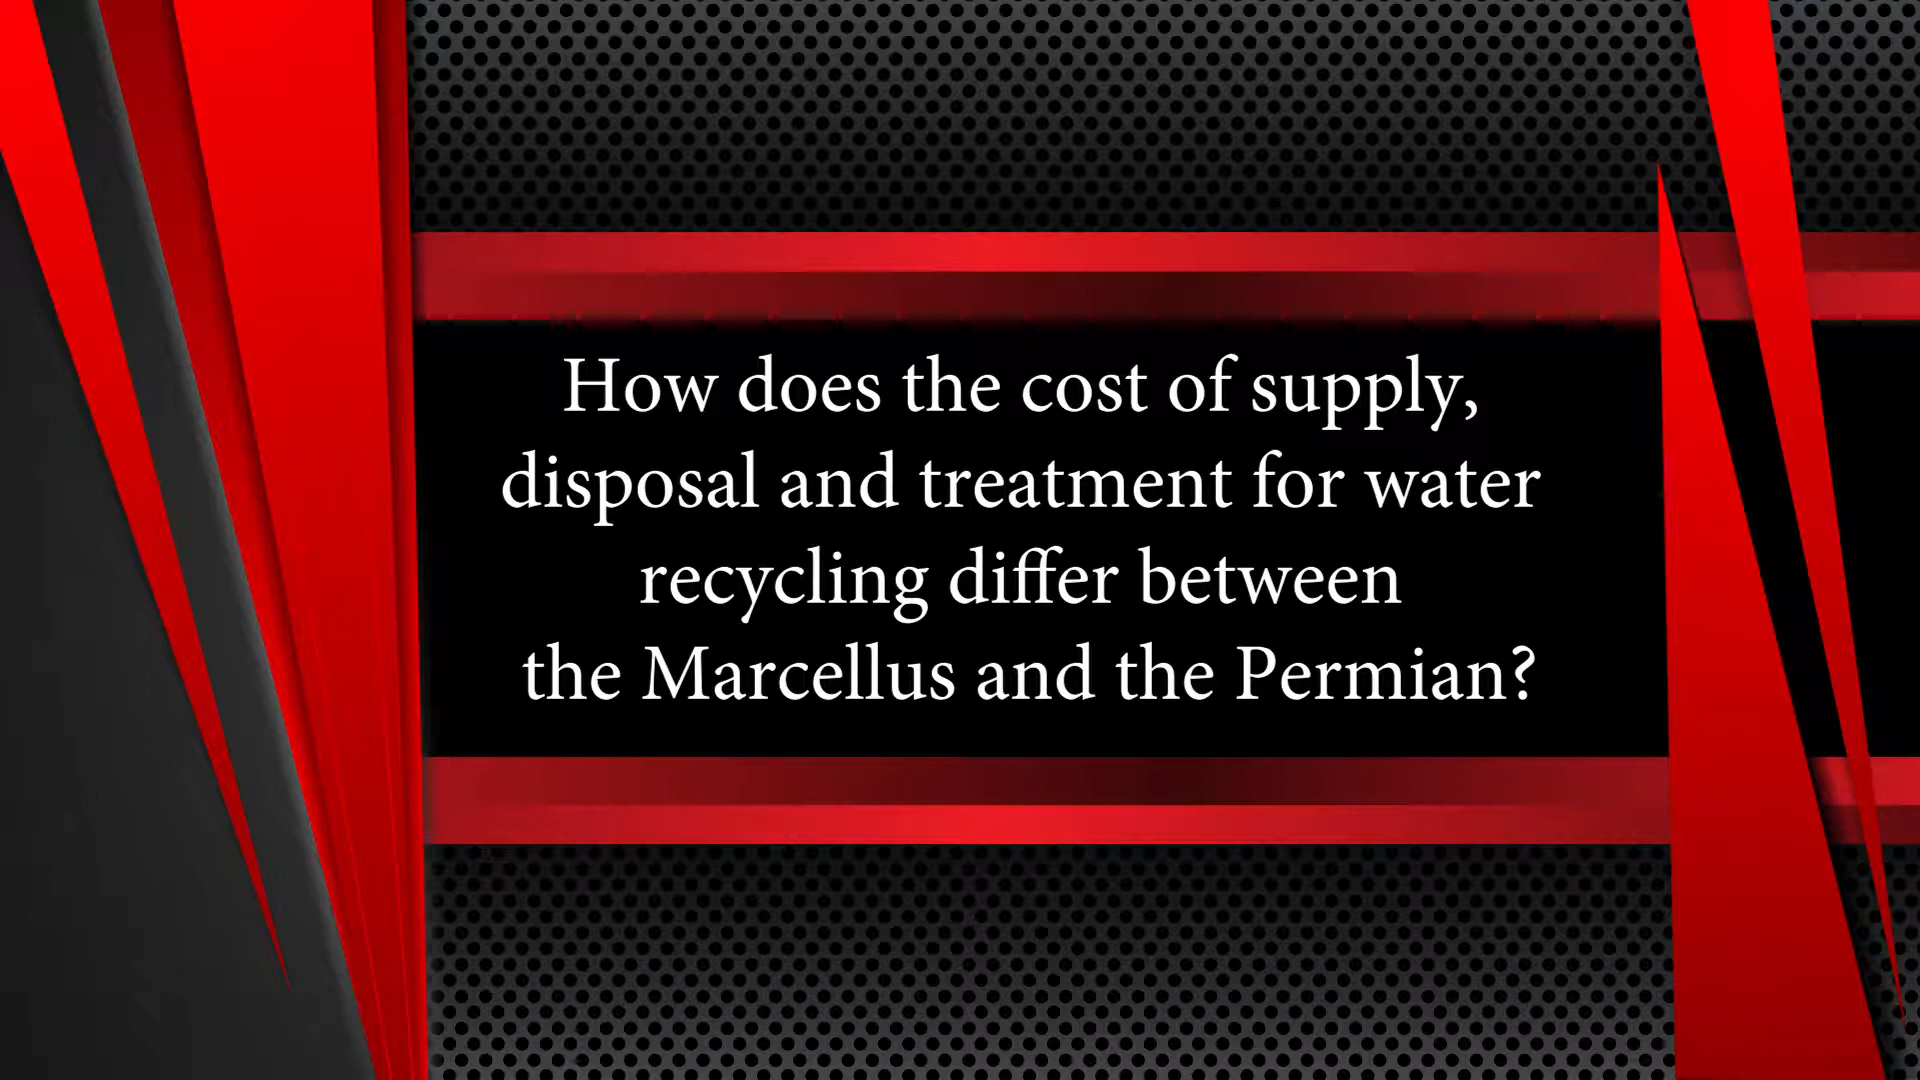 How does the cost of supply,
disposal and treatment for water
recycling differ between
the Marcellus and the Permian?